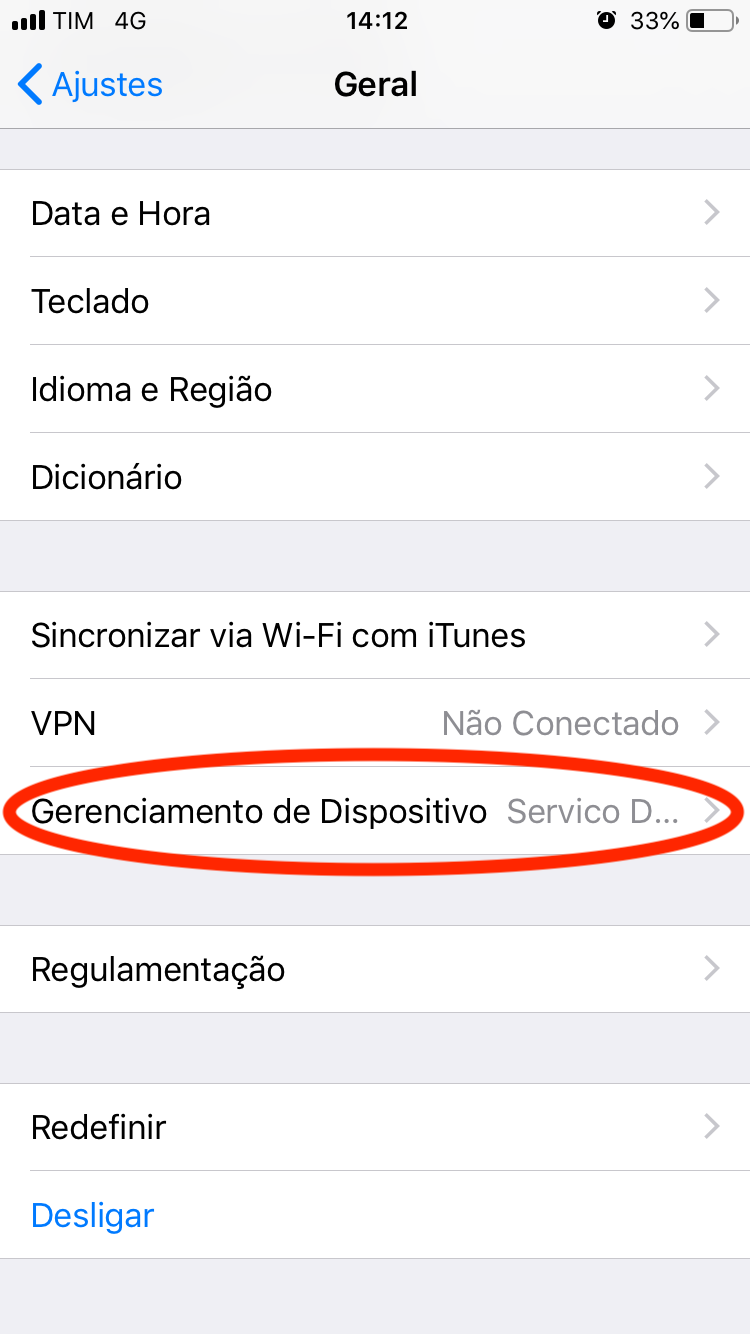 TIM 4G 14:12 33%
Ajustes Geral
Data e Hora
Teclado
Idioma e Região
Dicionário
Sincronizar via Wi-Fi com iTunes
VPN Não Conectado
Gerenciamento de Dispositivo Servico D...
Regulamentação
Redefinir
Desligar